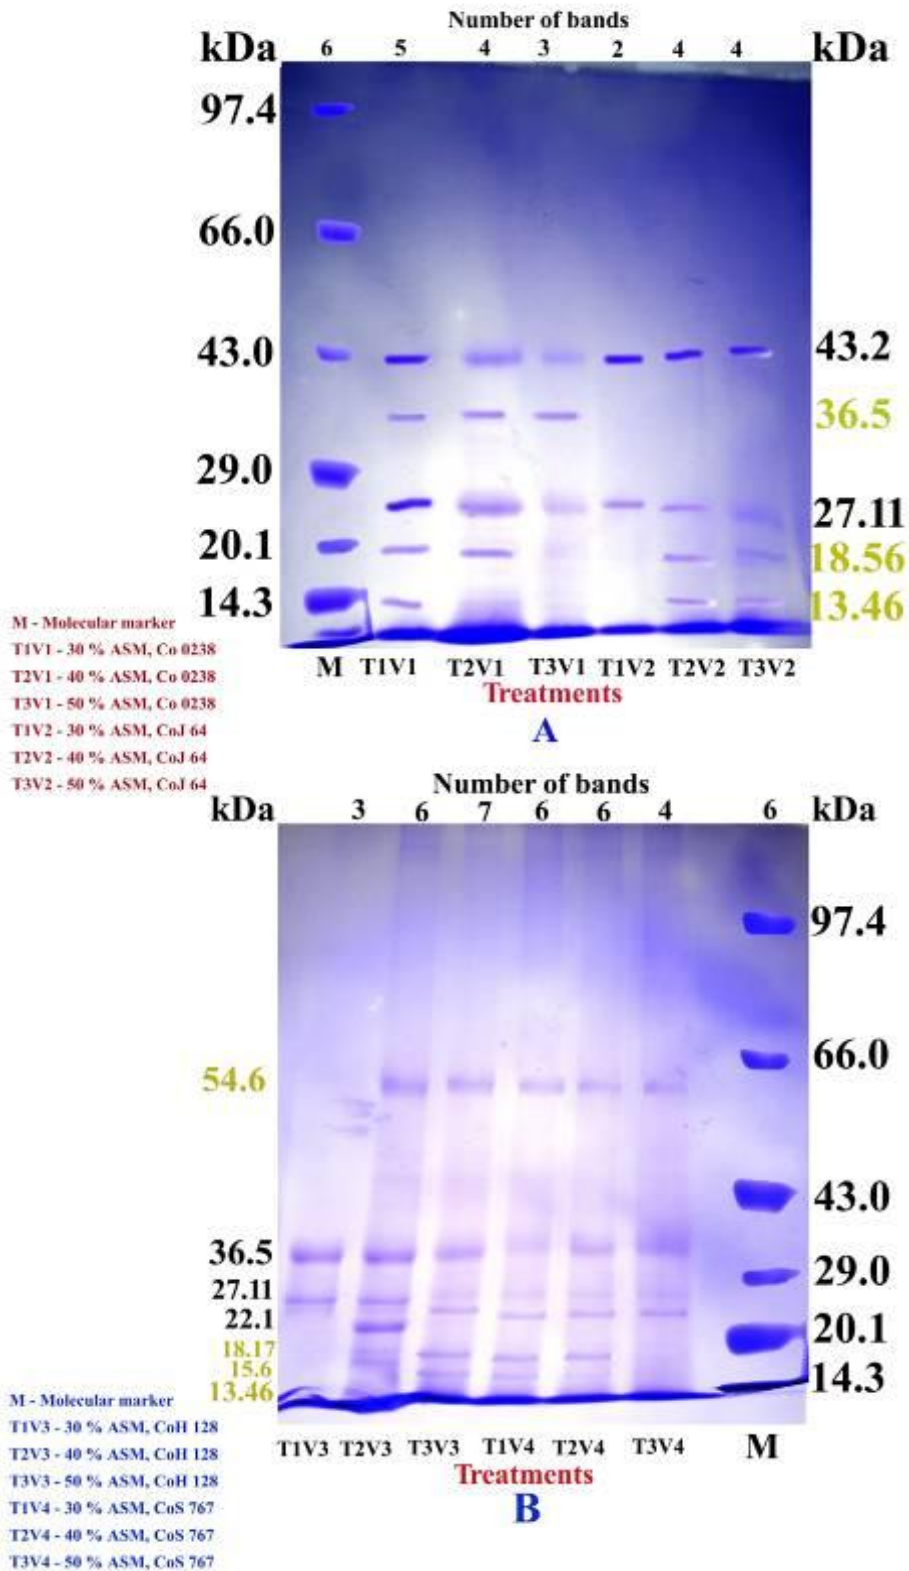 Number of bands
kDa 6 5 4 3 2 4 4 kDa
97.4
66.0
43.0 43.2
36.5
29.0
27.11
20.1
18.56
14.3 13.46
M - Molecular marker
T1V1 - 30 % ASM, Co 0238
T2V1 - 40 % ASM, Co 0238
T3V1 - 50 % ASM, Co 0238
T1V2 - 30 % ASM, CoJ 64
T2V2 - 40 % ASM, CoJ 64
T3V2 - 50 % ASM, CoJ 64
M T1V1 T2V1 T3V1 T1V2 T2V2 T3V2
Treatments
A
Number of bands
kDa 3 6 7 6 6 4 6 kDa
97.4
66.0
54.6
43.0
36.5
29.0
27.11
22.1
20.1
18.17
15.6
14.3
13.46
M - Molecular marker
T1V3 - 30 % ASM, CoH 128
T2V3 - 40 % ASM, CoH 128
T3V3 - 50 % ASM, CoH 128
T1V4 - 30 % ASM, CoS 767
T2V4 - 40 % ASM, CoS 767
T3V4 - 50 % ASM, CoS 767
T1V3 T2V3 T3V3 T1V4 T2V4 T3V4 M
Treatments
B